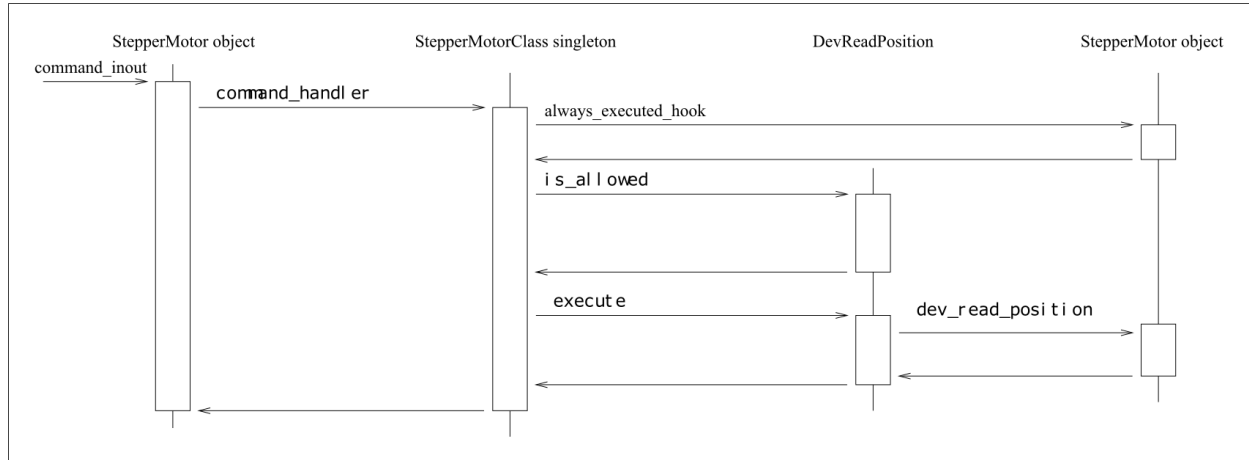 StepperMotor object
StepperMotorClass singleton
DevReadPosition
StepperMotor object
command_inout
command_handler
always_executed_hook
is_allowed
execute
dev_read_position